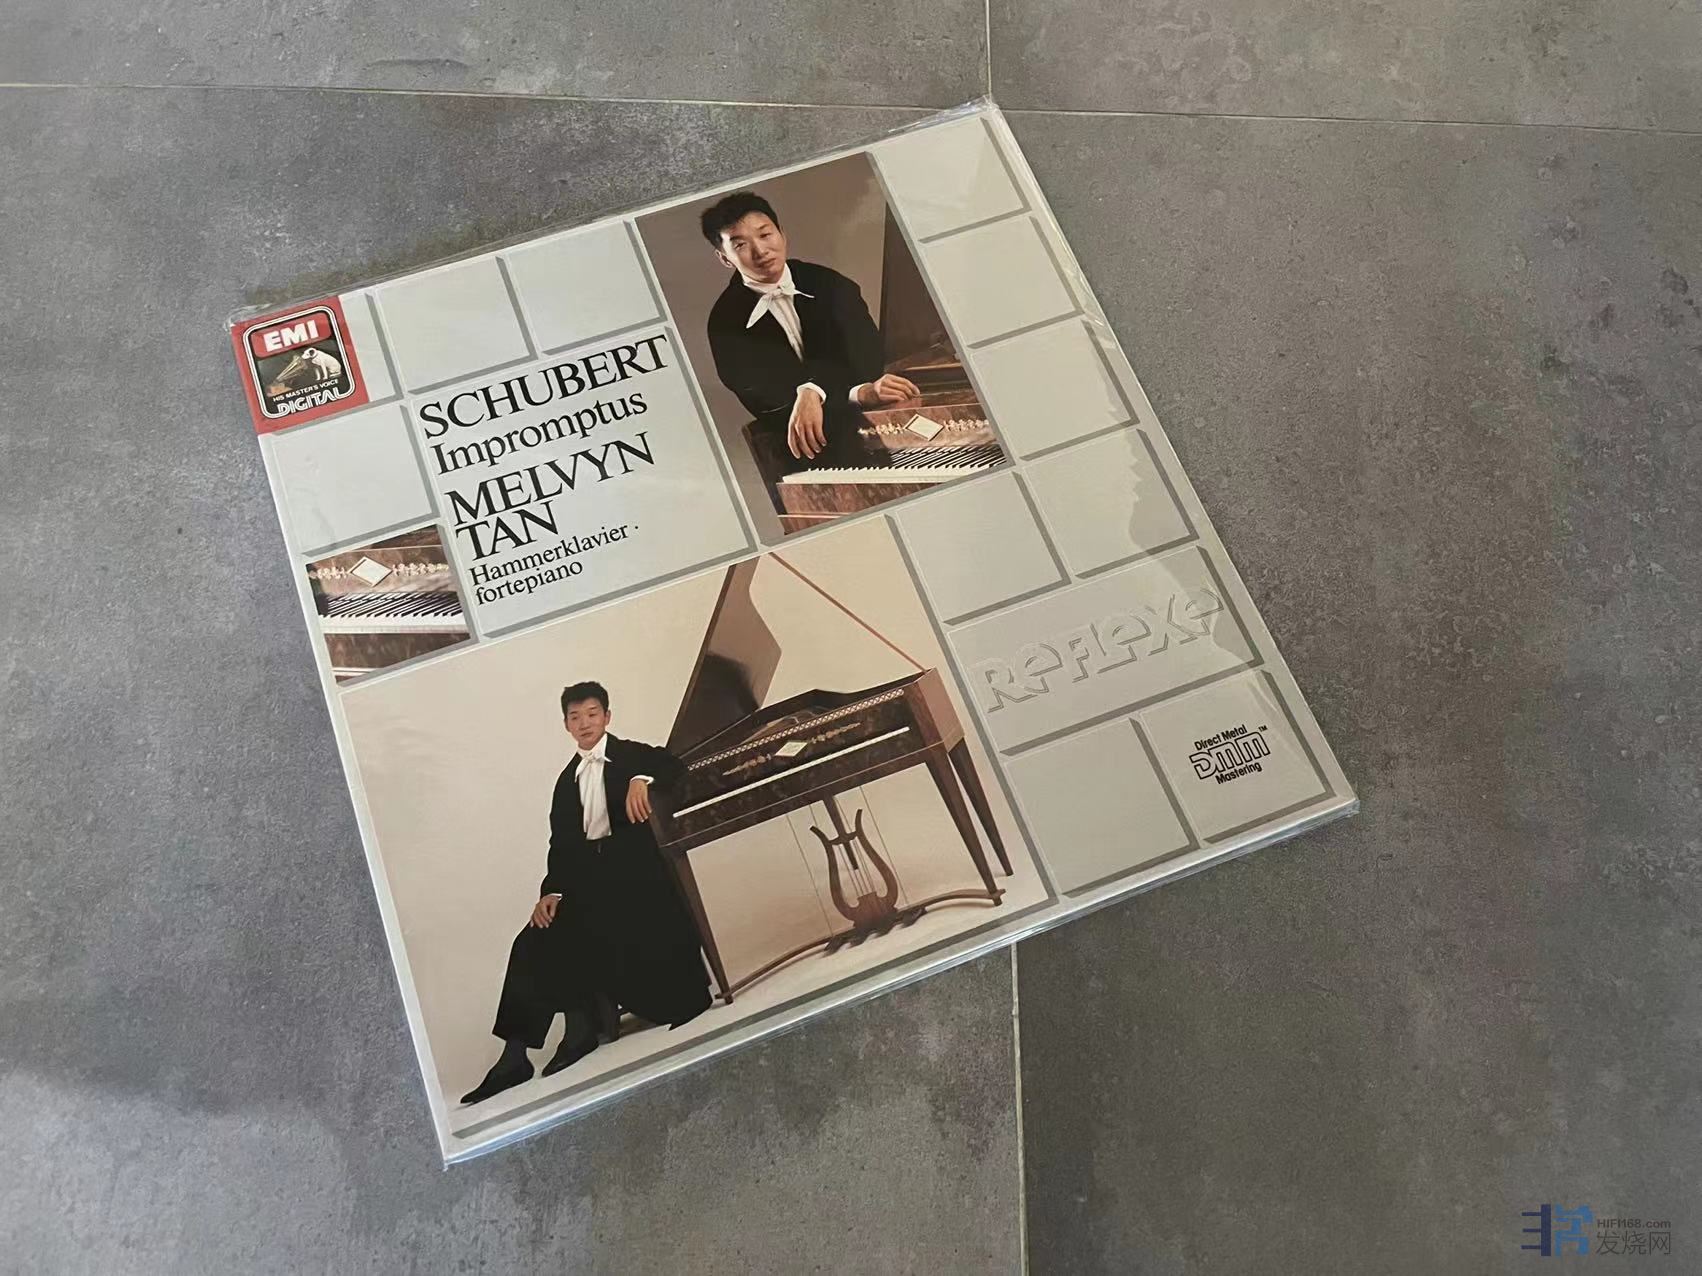 EMI
HIS MASTER'S VOICE
DIGITAL
SCHUBERT
Impromptus
MELVYN
TAN
Hammerklavier ·
fortepiano
ReFLexe
Direct Metal
DMM™
Mastering
HIFI168.com
发烧网